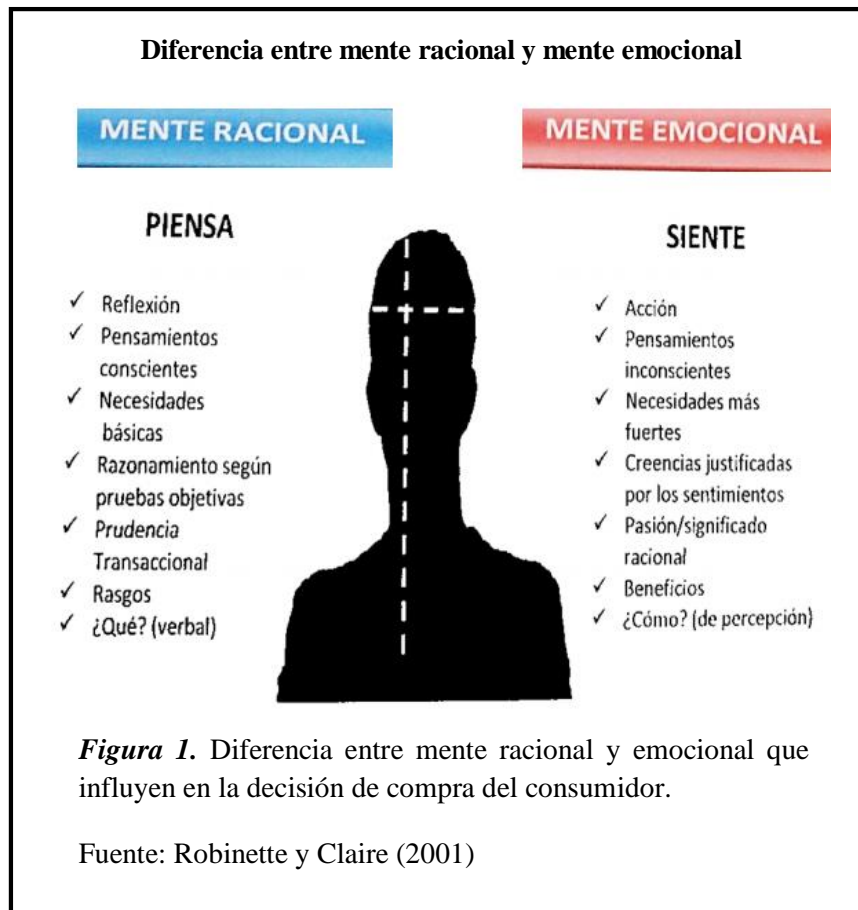 Diferencia entre mente racional y mente emocional
MENTE RACIONAL
PIENSA
✓ Reflexión
✓ Pensamientos
conscientes
✓ Necesidades
básicas
✓ Razonamiento según
pruebas objetivas
✓ Prudencia
Transaccional
✓ Rasgos
✓ ¿Qué? (verbal)
MENTE EMOCIONAL
SIENTE
✓ Acción
✓ Pensamientos
inconscientes
✓ Necesidades más
fuertes
✓ Creencias justificadas
por los sentimientos
✓ Pasión/significado
racional
✓ Beneficios
✓ ¿Cómo? (de percepción)
Figura 1. Diferencia entre mente racional y emocional que
influyen en la decisión de compra del consumidor.
Fuente: Robinette y Claire (2001)